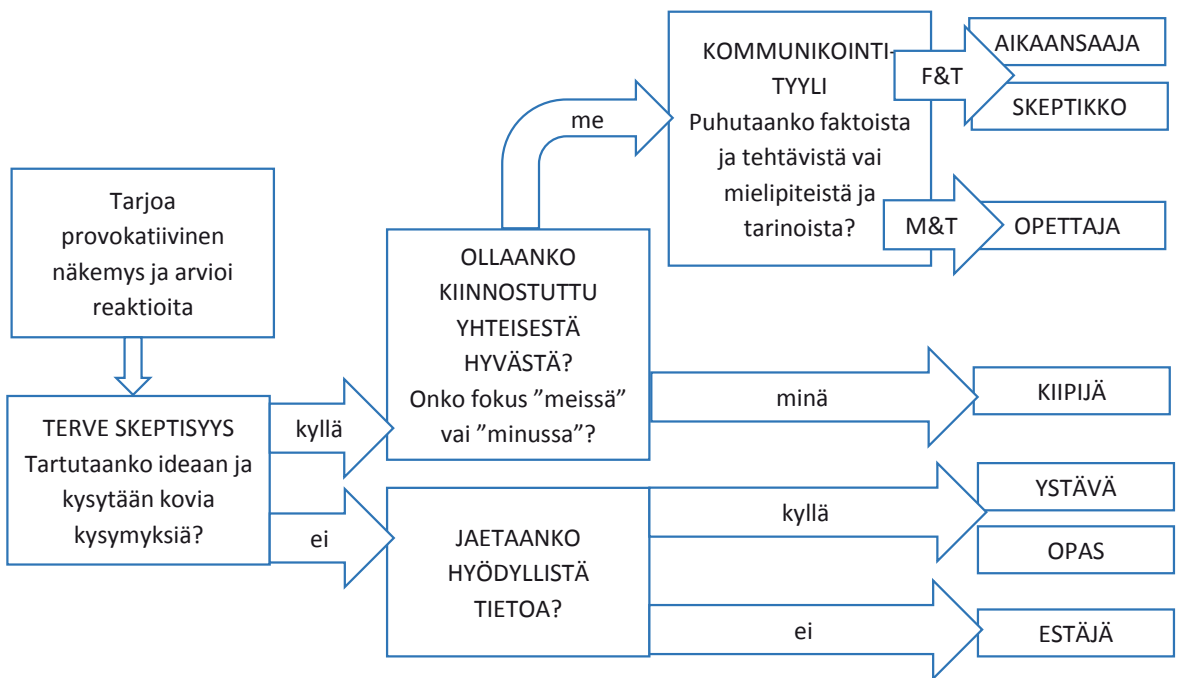 Tarjoa
provokatiivinen
näkemys ja arvioi
reaktioita
TERVE SKEPTISYYS
Tartutaanko ideaan ja
kysytään kovia
kysymyksiä?
kyllä
ei
OLLAANKO
KIINNOSTUTTU
YHTEISESTÄ
HYVÄSTÄ?
Onko fokus ”meissä”
vai ”minussa”?
JAETAANKO
HYÖDYLLISTÄ
TIETOA?
me
minä
kyllä
ei
KOMMUNIKOINTI-
TYYLI
Puhutaanko faktoista
ja tehtävistä vai
mielipiteistä ja
tarinoista?
F&T
M&T
AIKAANSAAJA
SKEPTIKKO
OPETTAJA
KIIPIJÄ
YSTÄVÄ
OPAS
ESTÄJÄ